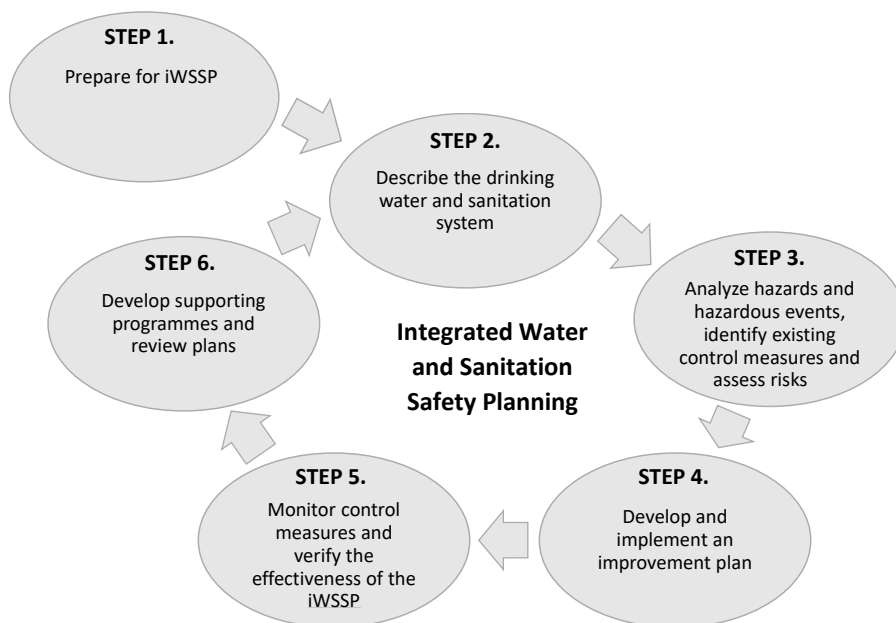 STEP 1.
Prepare for iWSSP
STEP 2.
Describe the drinking
water and sanitation
system
STEP 3.
Analyze hazards and
hazardous events,
identify existing
control measures and
assess risks
STEP 4.
Develop and
implement an
improvement plan
STEP 5.
Monitor control
measures and
verify the
effectiveness of the
iWSSP
STEP 6.
Develop supporting
programmes and
review plans
Integrated Water
and Sanitation
Safety Planning